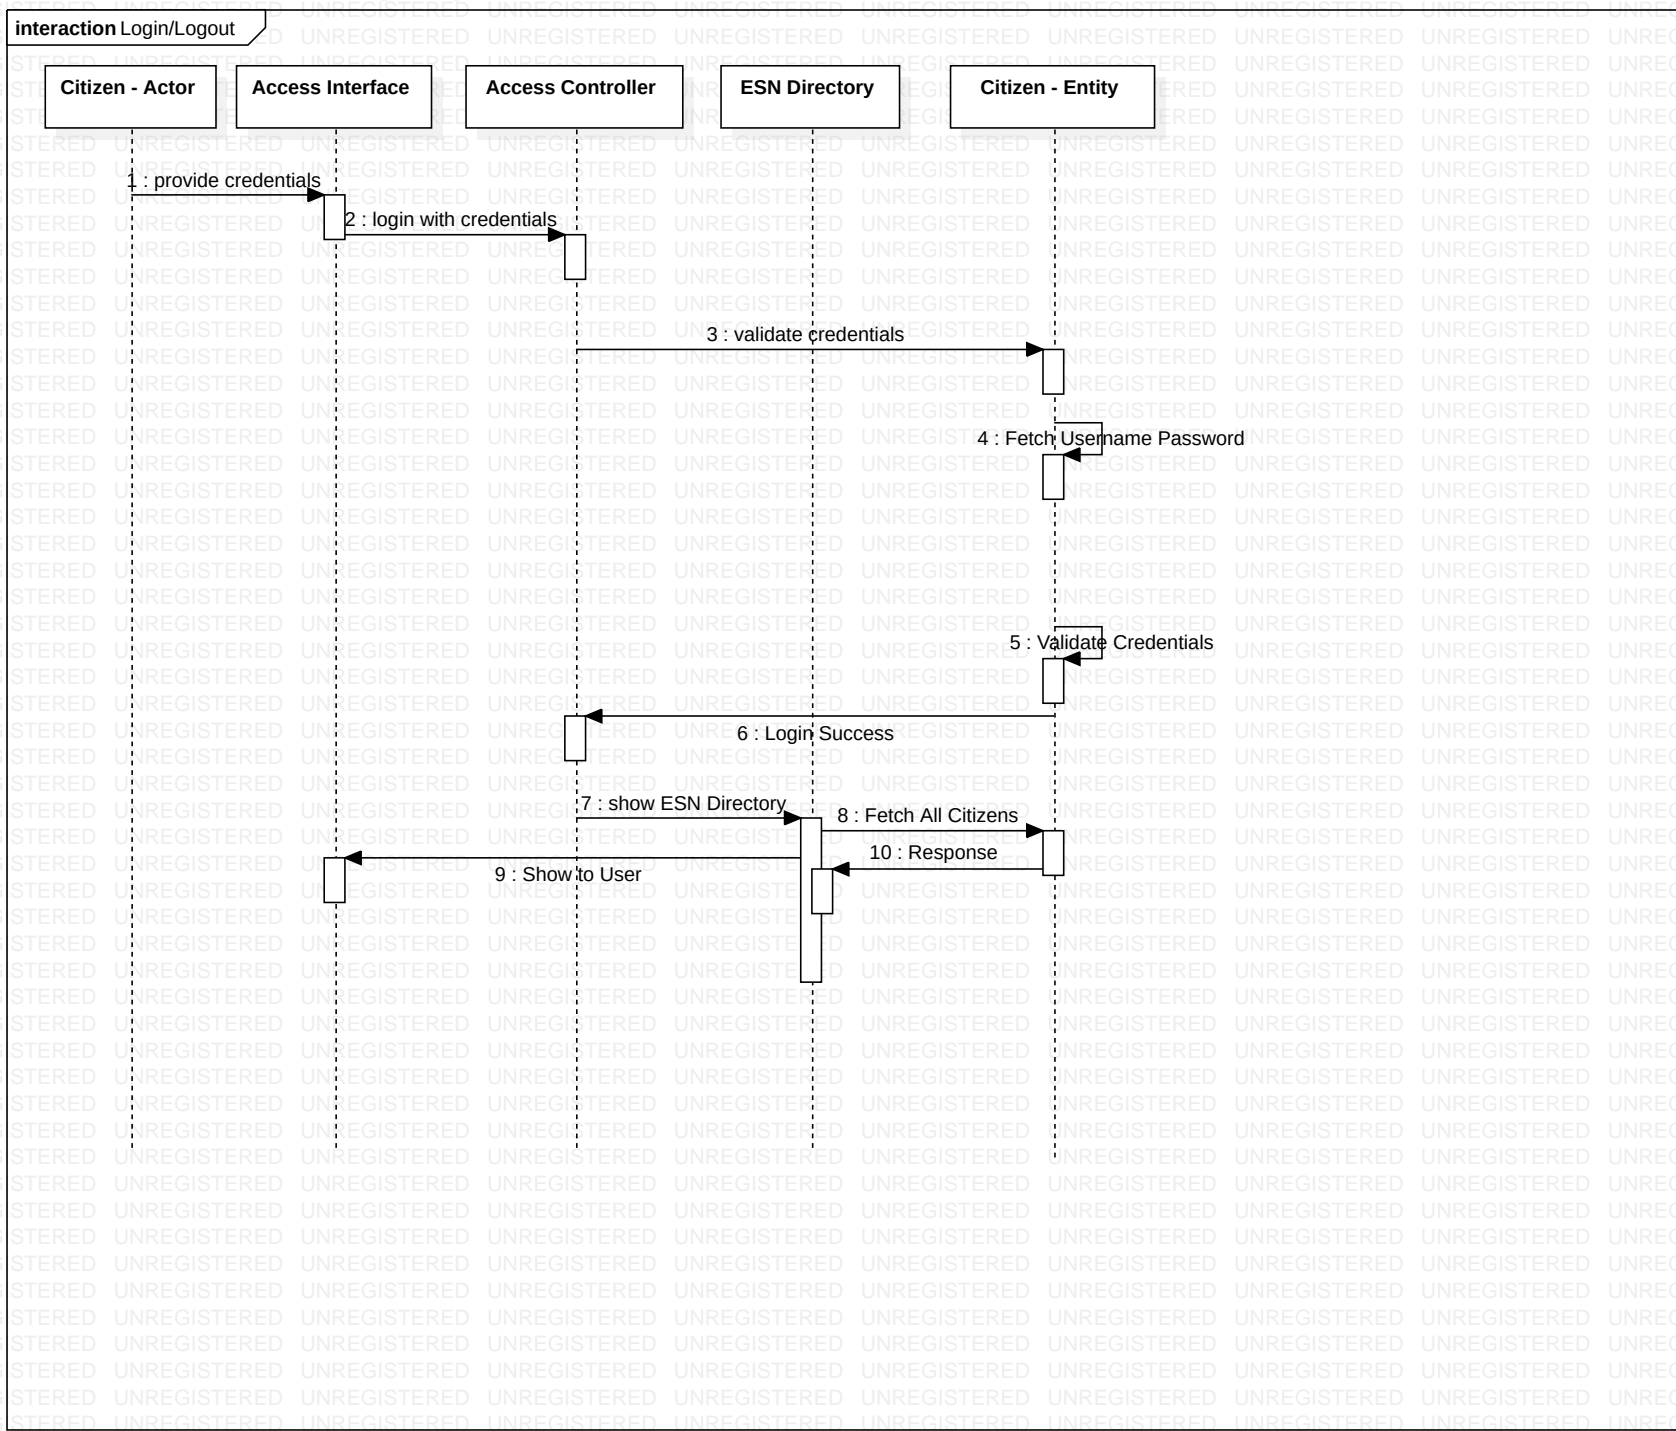 interaction Login/Logout
Citizen - Actor
Access Interface
Access Controller
ESN Directory
Citizen - Entity
1 : provide credentials
2 : login with credentials
3 : validate credentials
4 : Fetch Username Password
5 : Validate Credentials
6 : Login Success
7 : show ESN Directory
8 : Fetch All Citizens
10 : Response
9 : Show to User
UNREGISTERED